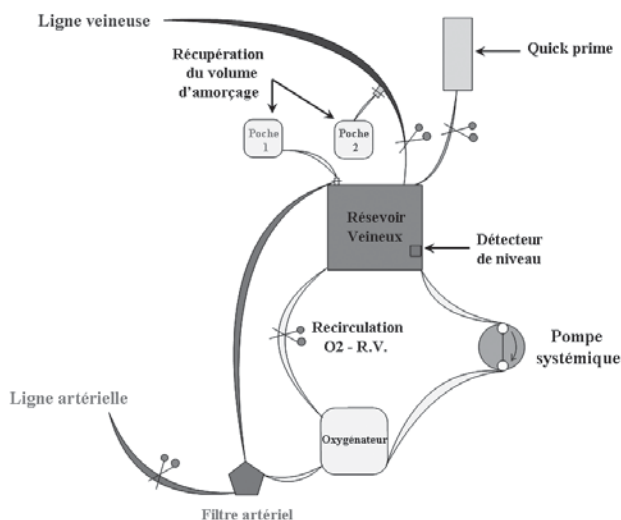 Ligne veineuse
Récupération
du volume
d'amorçage
Quick prime
Poche
1
Poche
2
Résevoir
Veineux
Détecteur
de niveau
Recirculation
O2 - R.V.
Pompe
systémique
Ligne artérielle
Oxygénateur
Filtre artériel